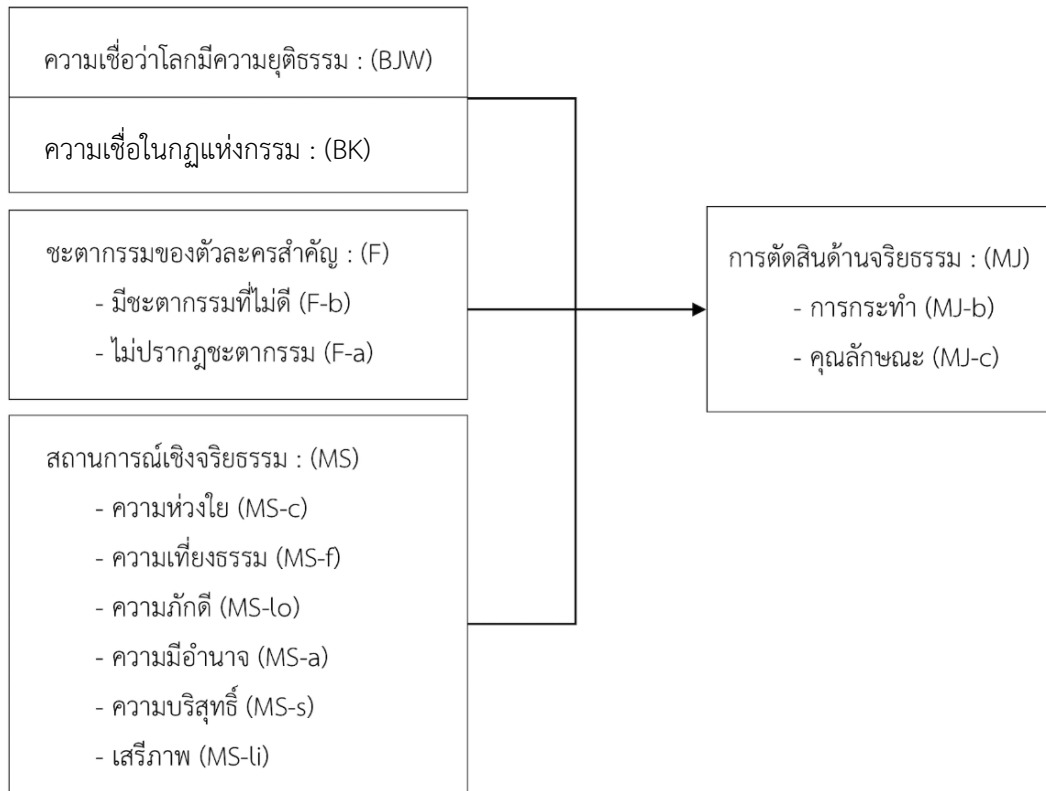 ความเชื่อว่าโลกมีความยุติธรรม : (BJW)
ความเชื่อในกฎแห่งกรรม : (BK)
ชะตากรรมของตัวละครสำคัญ : (F)
- มีชะตากรรมที่ไม่ดี (F-b)
- ไม่ปรากฏชะตากรรม (F-a)
สถานการณ์เชิงจริยธรรม : (MS)
- ความห่วงใย (MS-c)
- ความเที่ยงธรรม (MS-f)
- ความภักดี (MS-lo)
- ความมีอำนาจ (MS-a)
- ความบริสุทธิ์ (MS-s)
- เสรีภาพ (MS-li)
การตัดสินด้านจริยธรรม : (MJ)
- การกระทำ (MJ-b)
- คุณลักษณะ (MJ-c)